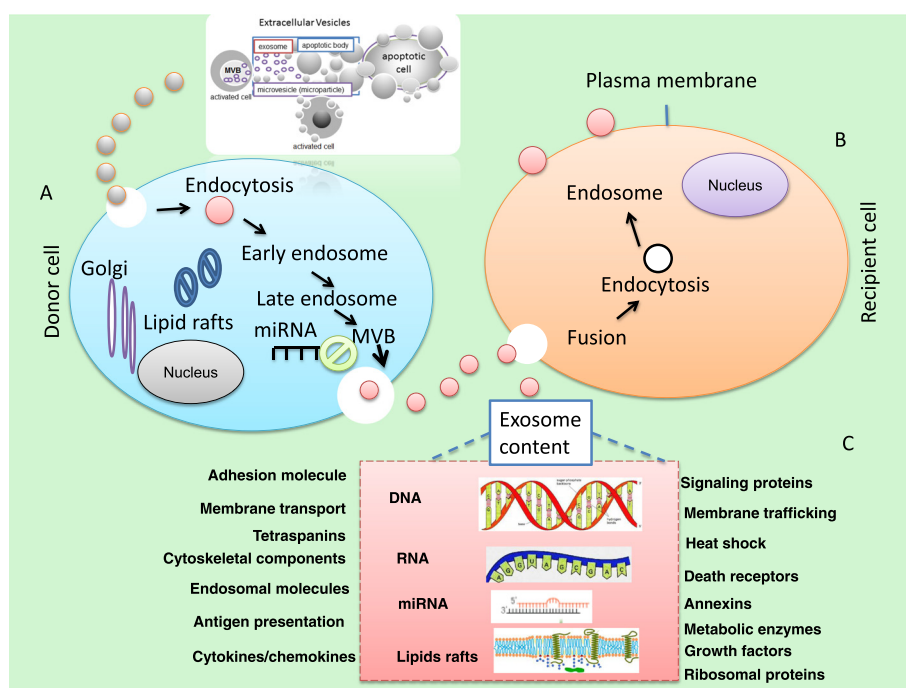 Extracellular Vesicles
exosome
apoptotic body
MVB
activated cell
apoptotic
cell
microvesicle (microparticle)
activated cell
Plasma membrane
A
B
Endocytosis
Endosome
Nucleus
Donor cell
Recipient cell
Early endosome
Golgi
Endocytosis
Late endosome
Lipid rafts
miRNA
MVB
Fusion
Nucleus
Exosome
content
C
Adhesion molecule
Membrane transport
Tetraspanins
Cytoskeletal components
Endosomal molecules
Antigen presentation
Cytokines/chemokines
DNA
RNA
A G G U A G C G A C
miRNA
5'
3'
Lipids rafts
Signaling proteins
Membrane trafficking
Heat shock
Death receptors
Annexins
Metabolic enzymes
Growth factors
Ribosomal proteins